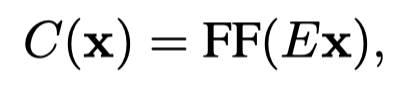 C(x) = FF(Ex),